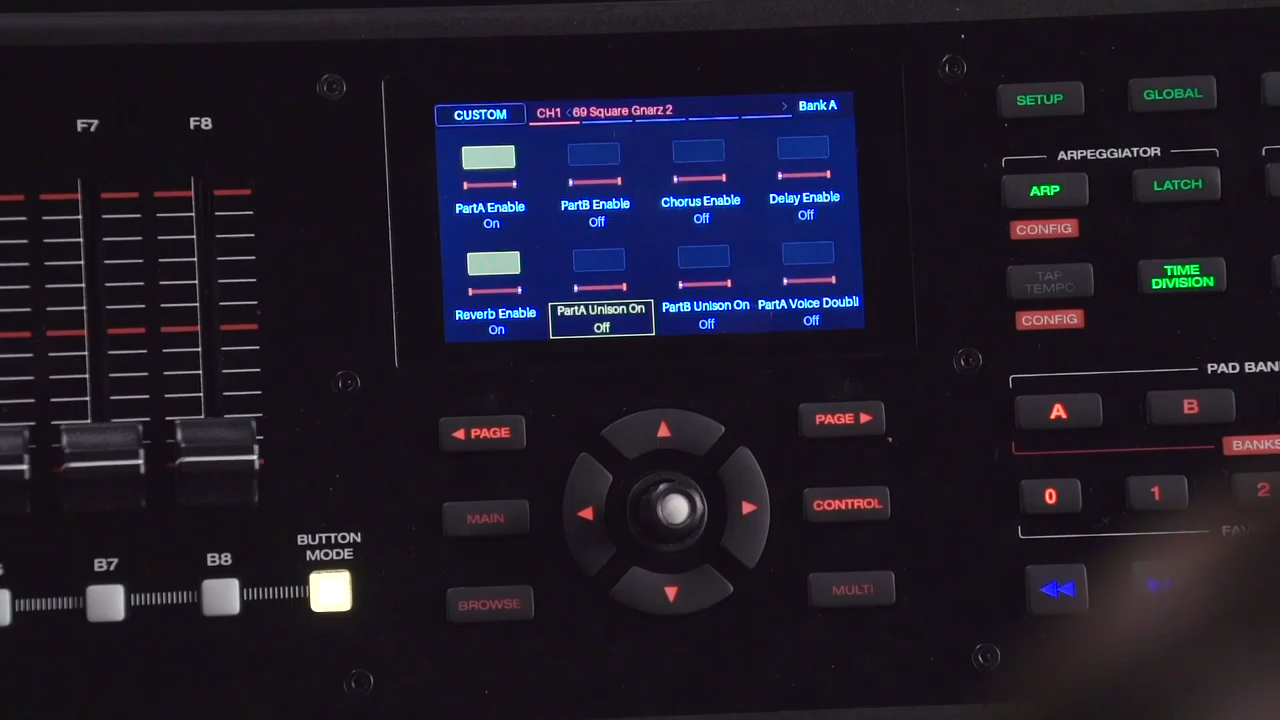 F7
F8
CUSTOM
CH1
69 Square Gnarz 2
Bank A
PartA Enable
On
PartB Enable
Off
Chorus Enable
Off
Delay Enable
Off
Reverb Enable
On
PartA Unison On
Off
PartB Unison On
Off
PartA Voice Doubli
Off
SETUP
GLOBAL
ARPEGGIATOR
ARP
LATCH
CONFIG
TAP
TEMPO
TIME
DIVISION
CONFIG
PAD BAN
A
B
BANKS
0
1
2
FAV
PAGE
PAGE
MAIN
CONTROL
BROWSE
MULTI
B7
B8
BUTTON
MODE